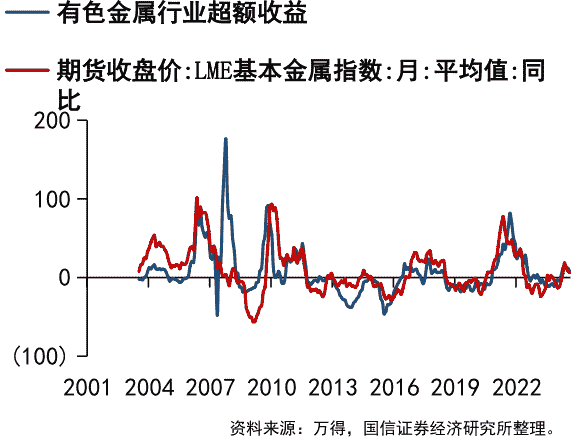 有色金属行业超额收益
期货收盘价:LME基本金属指数:月:平均值:同
比
200
100
0
(100)
2001 2004 2007 2010 2013 2016 2019 2022
资料来源：万得，国信证券经济研究所整理。